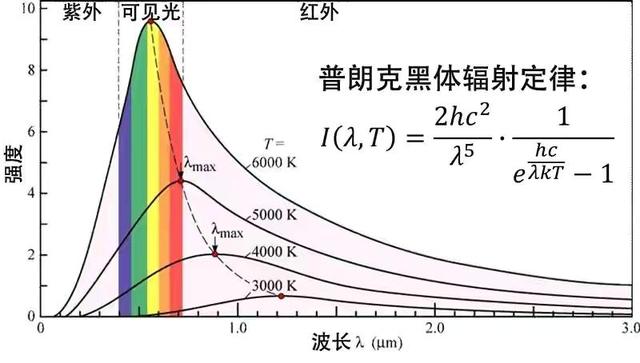 紫外 可见光 红外
10
8
6
4
2
0
强度
普朗克黑体辐射定律：
I(λ,T) = 2hc²/λ⁵ · 1/(e^(hc/λkT) − 1)
T =
6000 K
λmax
5000 K
λmax
4000 K
3000 K
0 1.0 2.0 3.0
波长 λ (μm)